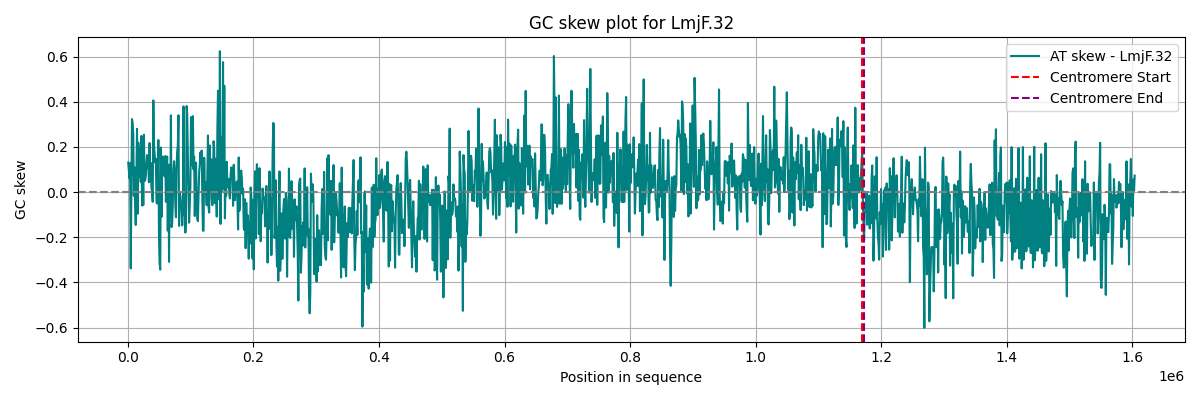 GC skew plot for LmjF.32
AT skew - LmjF.32
Centromere Start
Centromere End
GC skew
0.6
0.4
0.2
0.0
−0.2
−0.4
−0.6
0.0 0.2 0.4 0.6 0.8 1.0 1.2 1.4 1.6
1e6
Position in sequence